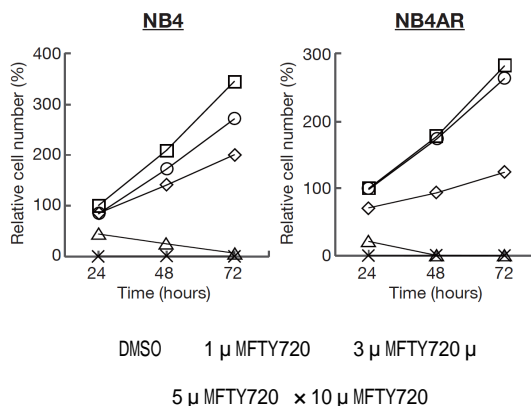 NB4 NB4AR
Relative cell number (%)
400
300
200
100
0
24 48 72
Time (hours)
Relative cell number (%)
300
200
100
0
24 48 72
Time (hours)
DMSO 1 µ MFTY720 3 µ MFTY720 µ
5 µ MFTY720 × 10 µ MFTY720